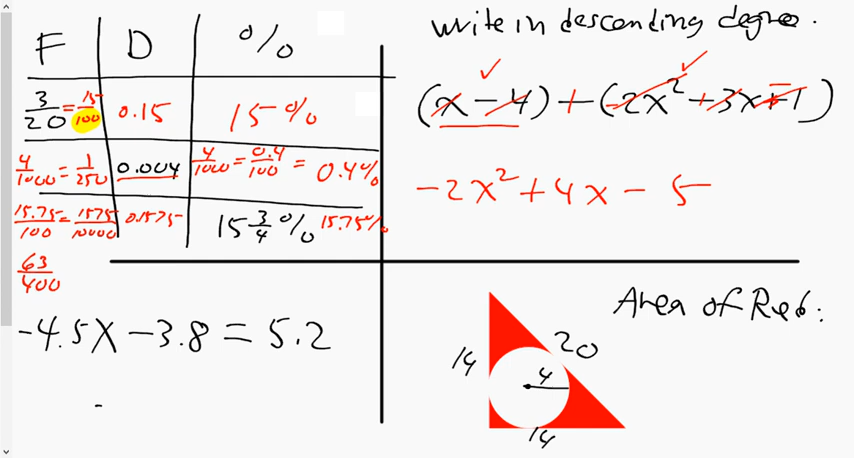 F D %
3/20 = 15/100 0.15 15%
4/1000 = 1/250 0.004 4/1000 = 0.4/100 = 0.4%
15.75/100 = 1575/10000 0.1575 15 3/4 % 15.75%
63/400
write in descending degree.
(x - 4) + (-2x² + 3x - 1)
-2x² + 4x - 5
-4.5x - 3.8 = 5.2
-
Area of Red:
14
20
4
14